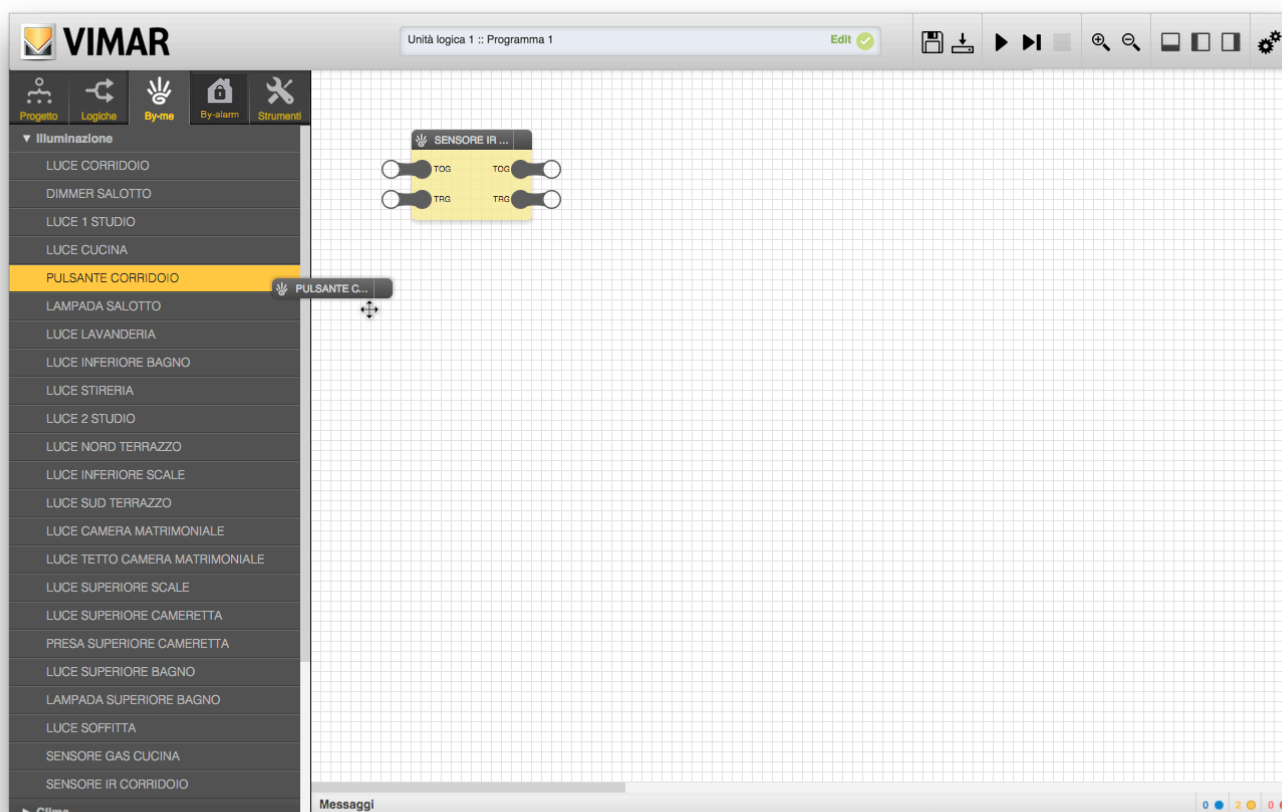 VIMAR
Unità logica 1 :: Programma 1
Edit
Progetto
Logiche
By-me
By-alarm
Strumenti
▼ Illuminazione
LUCE CORRIDOIO
DIMMER SALOTTO
LUCE 1 STUDIO
LUCE CUCINA
PULSANTE CORRIDOIO
LAMPADA SALOTTO
LUCE LAVANDERIA
LUCE INFERIORE BAGNO
LUCE STIRERIA
LUCE 2 STUDIO
LUCE NORD TERRAZZO
LUCE INFERIORE SCALE
LUCE SUD TERRAZZO
LUCE CAMERA MATRIMONIALE
LUCE TETTO CAMERA MATRIMONIALE
LUCE SUPERIORE SCALE
LUCE SUPERIORE CAMERETTA
PRESA SUPERIORE CAMERETTA
LUCE SUPERIORE BAGNO
LAMPADA SUPERIORE BAGNO
LUCE SOFFITTA
SENSORE GAS CUCINA
SENSORE IR CORRIDOIO
► Clima
SENSORE IR ...
TOG TOG
TRG TRG
PULSANTE C...
Messaggi
0 2 0